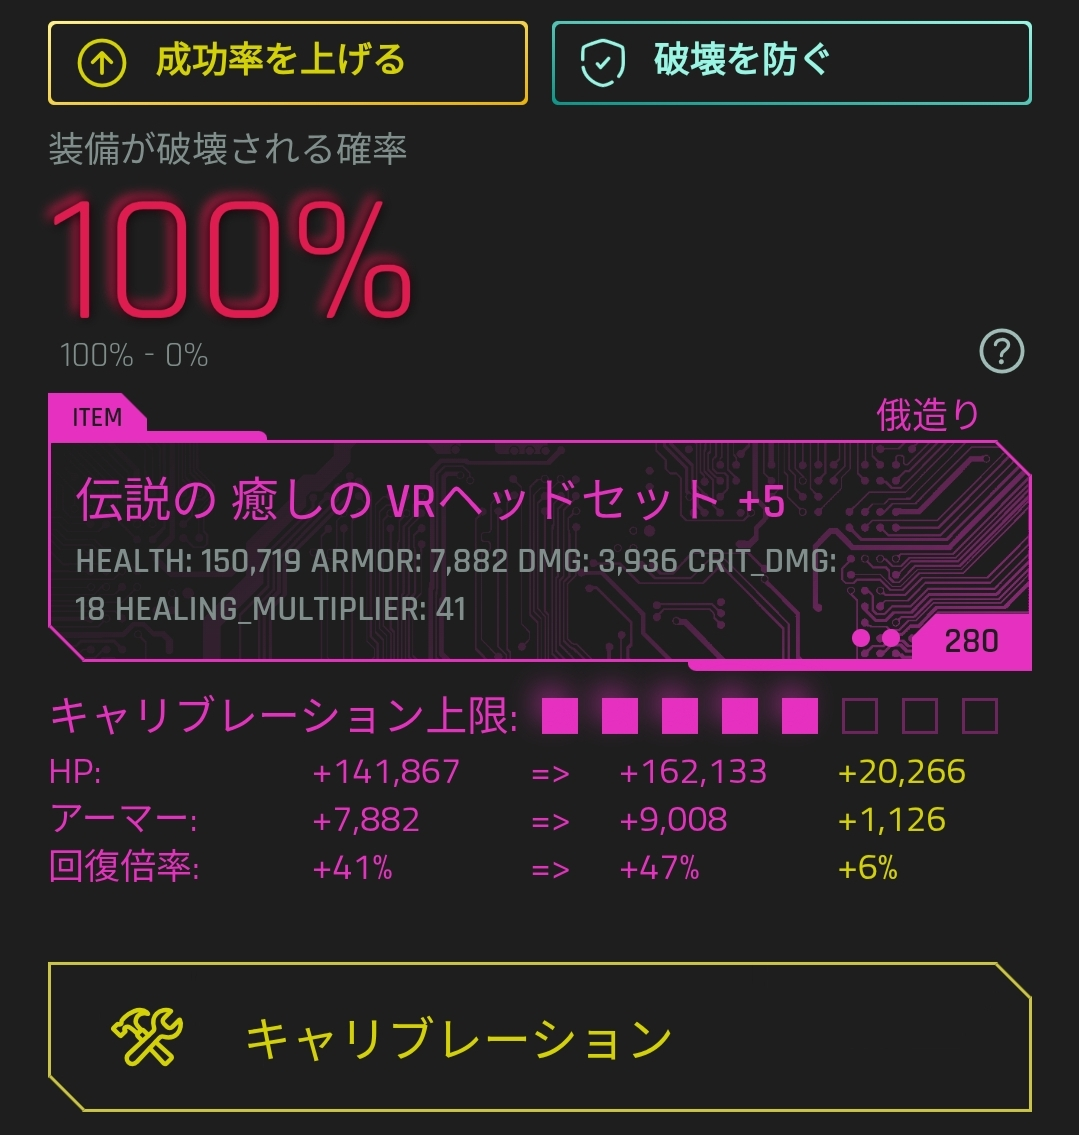 成功率を上げる 破壊を防ぐ
装備が破壊される確率
100%
100% - 0%
?
ITEM 俄造り
伝説の 癒しの VRヘッドセット +5
HEALTH: 150,719 ARMOR: 7,882 DMG: 3,936 CRIT_DMG:
18 HEALING_MULTIPLIER: 41
280
キャリブレーション上限:
HP: +141,867 => +162,133 +20,266
アーマー: +7,882 => +9,008 +1,126
回復倍率: +41% => +47% +6%
キャリブレーション